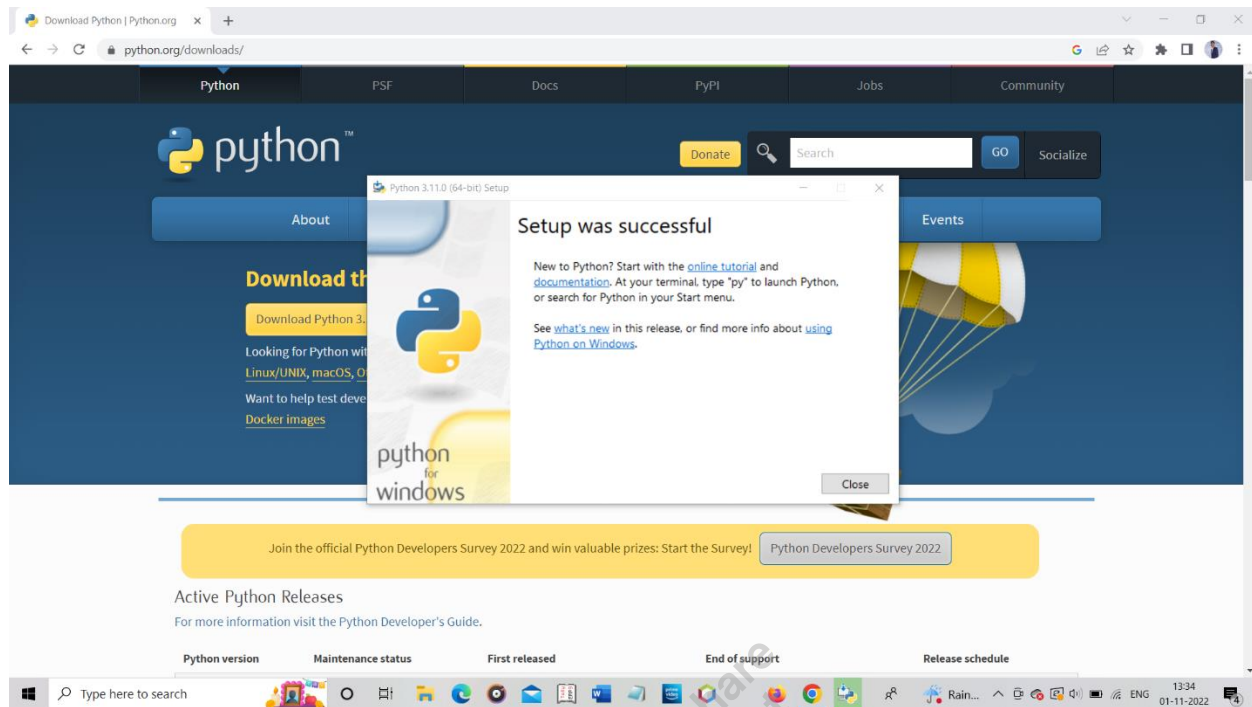 Download Python | Python.org
python.org/downloads/
Python PSF Docs PyPI Jobs Community
python™
Donate Search GO Socialize
Python 3.11.0 (64-bit) Setup
About Events
Setup was successful
New to Python? Start with the online tutorial and
documentation. At your terminal, type "py" to launch Python,
or search for Python in your Start menu.
See what's new in this release, or find more info about using
Python on Windows.
python
for
windows
Close
Download th
Download Python 3.
Looking for Python wit
Linux/UNIX, macOS, O
Want to help test deve
Docker images
Join the official Python Developers Survey 2022 and win valuable prizes: Start the Survey! Python Developers Survey 2022
Active Python Releases
For more information visit the Python Developer's Guide.
Python version Maintenance status First released End of support Release schedule
Type here to search
Rain... ENG 13:34
01-11-2022
4